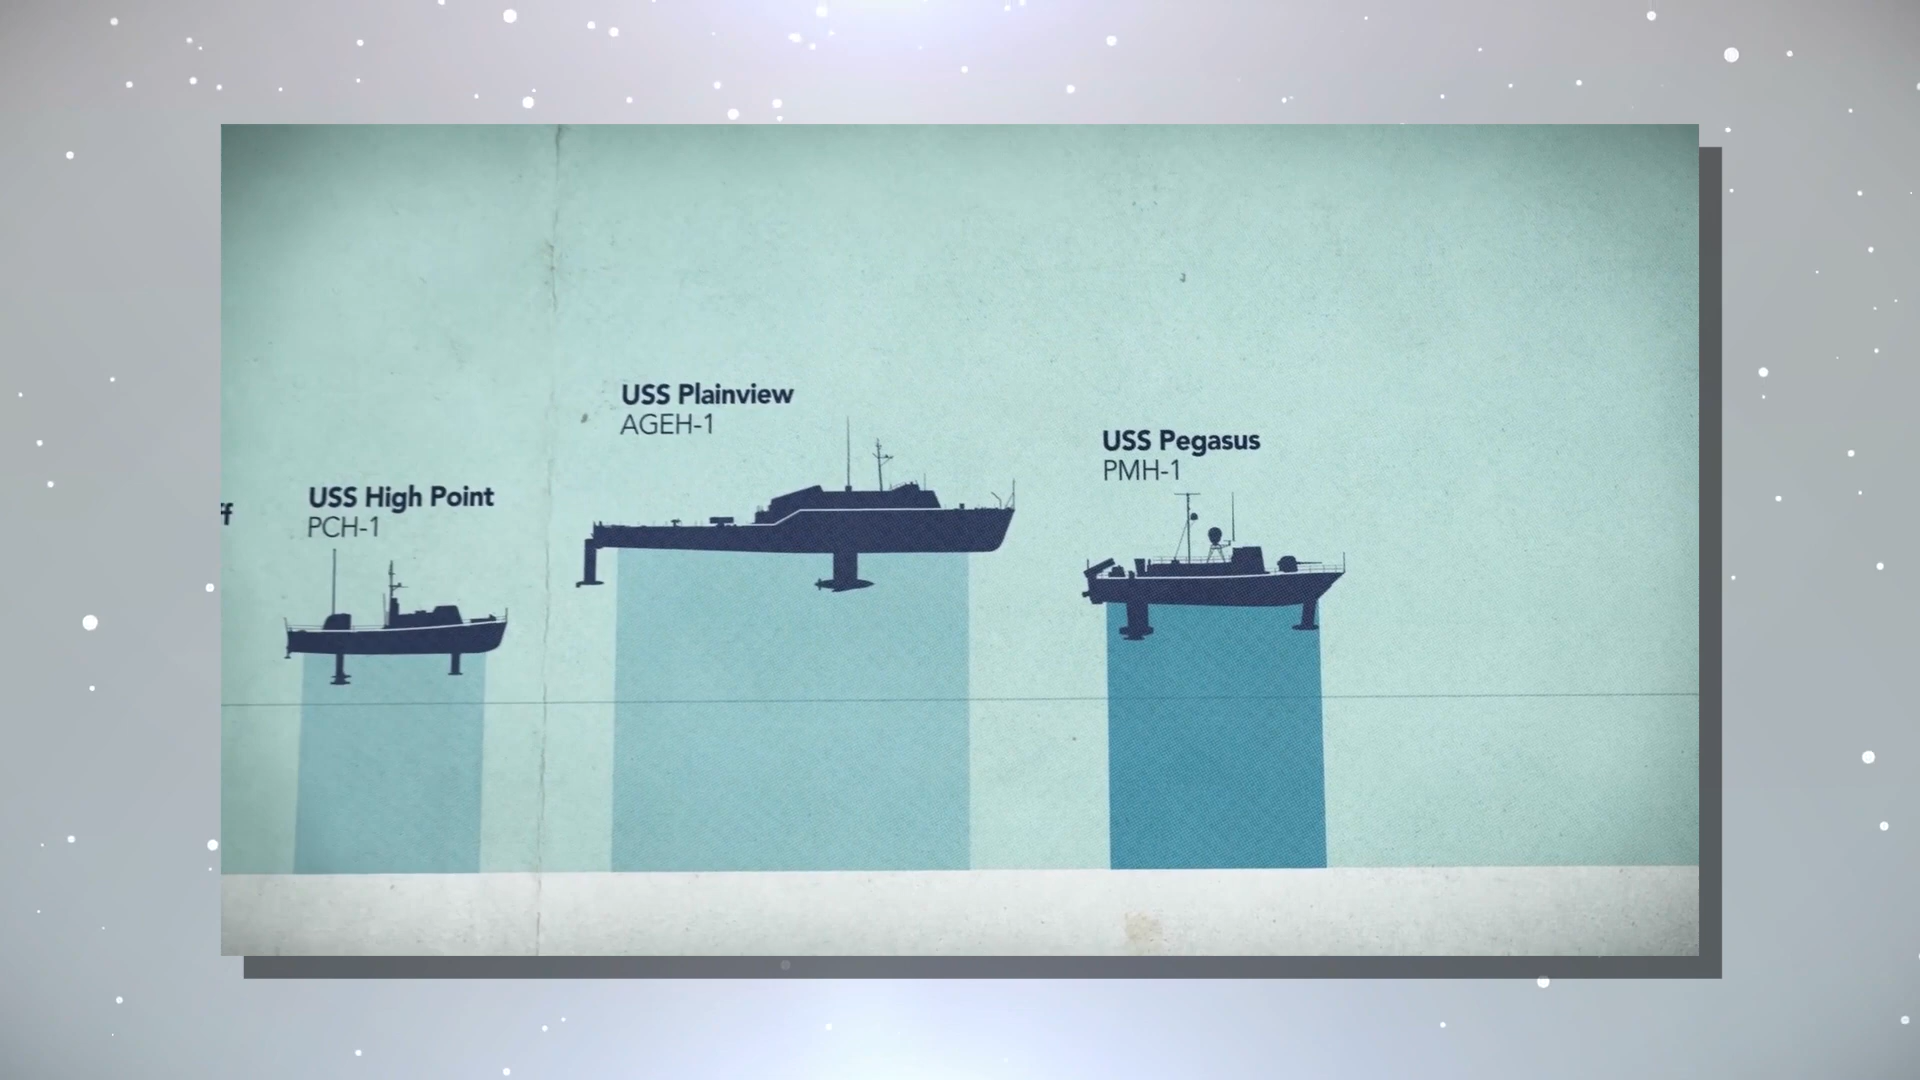 USS High Point
PCH-1
USS Plainview
AGEH-1
USS Pegasus
PMH-1